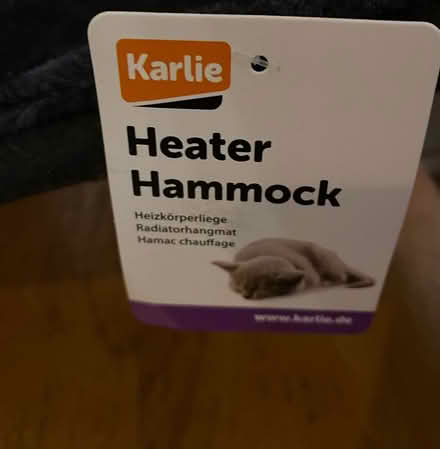 Karlie
Heater
Hammock
Heizkörperliege
Radiatorhangmat
Hamac chauffage
www.karlie.de